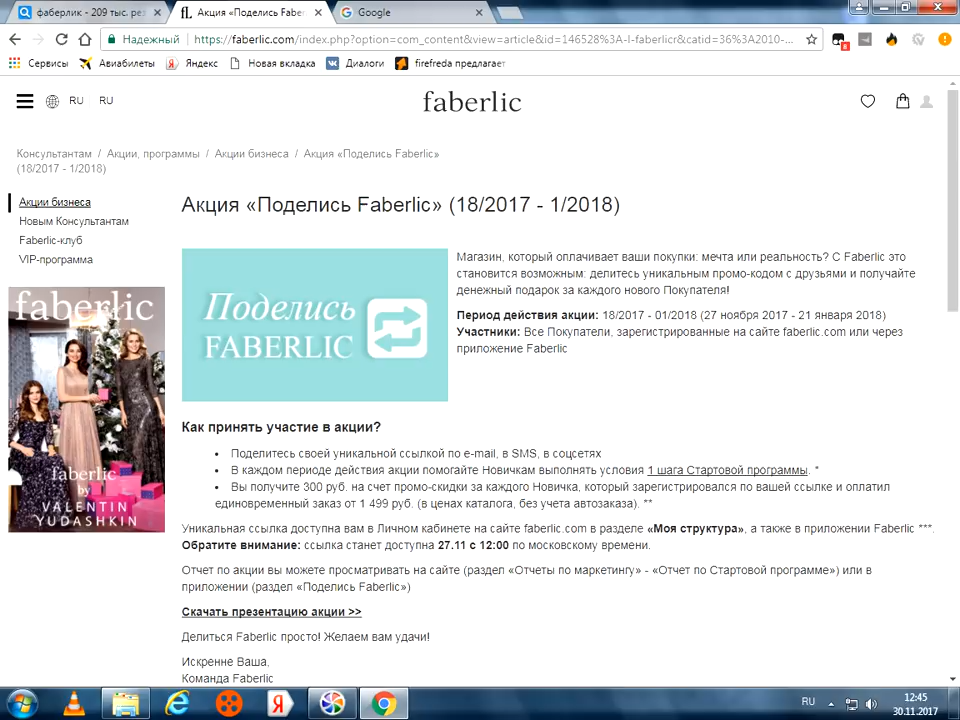 фаберлик - 209 тыс. рез
Акция «Поделись Faber
Google
Надежный
https://faberlic.com/index.php?option=com_content&view=article&id=146528%3A-l-faberlicr&catid=36%3A2010-...
Сервисы
Авиабилеты
Яндекс
Новая вкладка
Диалоги
firefreda предлагает
RU RU
faberlic
Консультантам / Акции, программы / Акции бизнеса / Акция «Поделись Faberlic»
(18/2017 - 1/2018)
Акции бизнеса
Новым Консультантам
Faberlic-клуб
VIP-программа
faberlic
faberlic
by
VALENTIN
YUDASHKIN
Акция «Поделись Faberlic» (18/2017 - 1/2018)
Поделись
FABERLIC
Магазин, который оплачивает ваши покупки: мечта или реальность? С Faberlic это
становится возможным: делитесь уникальным промо-кодом с друзьями и получайте
денежный подарок за каждого нового Покупателя!
Период действия акции: 18/2017 - 01/2018 (27 ноября 2017 - 21 января 2018)
Участники: Все Покупатели, зарегистрированные на сайте faberlic.com или через
приложение Faberlic
Как принять участие в акции?
• Поделитесь своей уникальной ссылкой по e-mail, в SMS, в соцсетях
• В каждом периоде действия акции помогайте Новичкам выполнять условия 1 шага Стартовой программы. *
• Вы получите 300 руб. на счет промо-скидки за каждого Новичка, который зарегистрировался по вашей ссылке и оплатил
единовременный заказ от 1 499 руб. (в ценах каталога, без учета автозаказа). **
Уникальная ссылка доступна вам в Личном кабинете на сайте faberlic.com в разделе «Моя структура», а также в приложении Faberlic ***.
Обратите внимание: ссылка станет доступна 27.11 с 12:00 по московскому времени.
Отчет по акции вы можете просматривать на сайте (раздел «Отчеты по маркетингу» - «Отчет по Стартовой программе») или в
приложении (раздел «Поделись Faberlic»)
Скачать презентацию акции >>
Делиться Faberlic просто! Желаем вам удачи!
Искренне Ваша,
Команда Faberlic
RU
12:45
30.11.2017